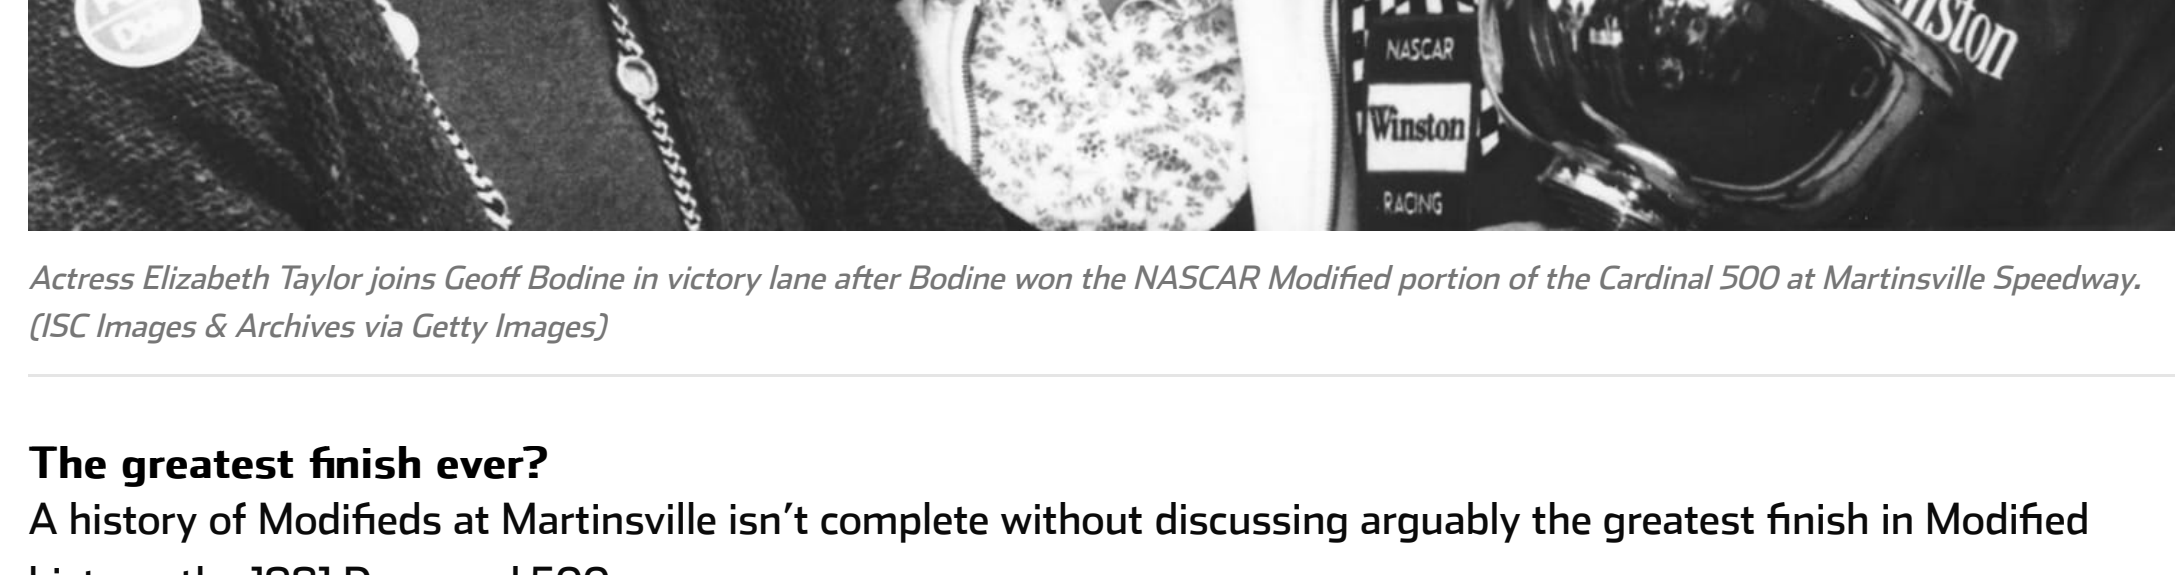 NASCAR
Winston
RACING
Actress Elizabeth Taylor joins Geoff Bodine in victory lane after Bodine won the NASCAR Modified portion of the Cardinal 500 at Martinsville Speedway.
(ISC Images & Archives via Getty Images)
The greatest finish ever?
A history of Modifieds at Martinsville isn’t complete without discussing arguably the greatest finish in Modified